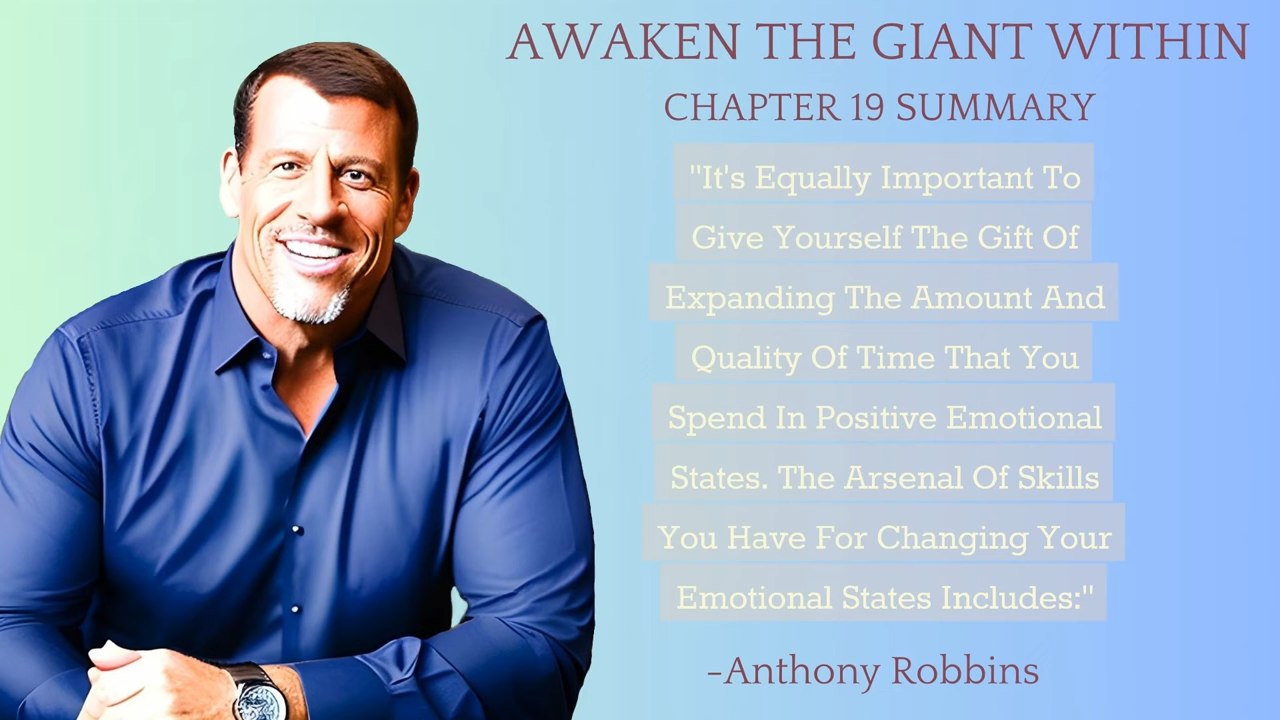 AWAKEN THE GIANT WITHIN
CHAPTER 19 SUMMARY
"It's Equally Important To
Give Yourself The Gift Of
Expanding The Amount And
Quality Of Time That You
Spend In Positive Emotional
States. The Arsenal Of Skills
You Have For Changing Your
Emotional States Includes:"
–Anthony Robbins